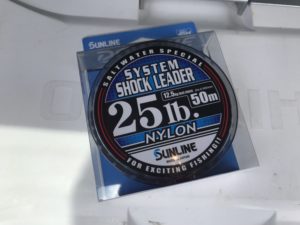 SUNLINE
SALTWATER SPECIAL
SYSTEM
SHOCK LEADER
25lb.
50m
NYLON
SUNLINE
FOR EXCITING FISHING!!